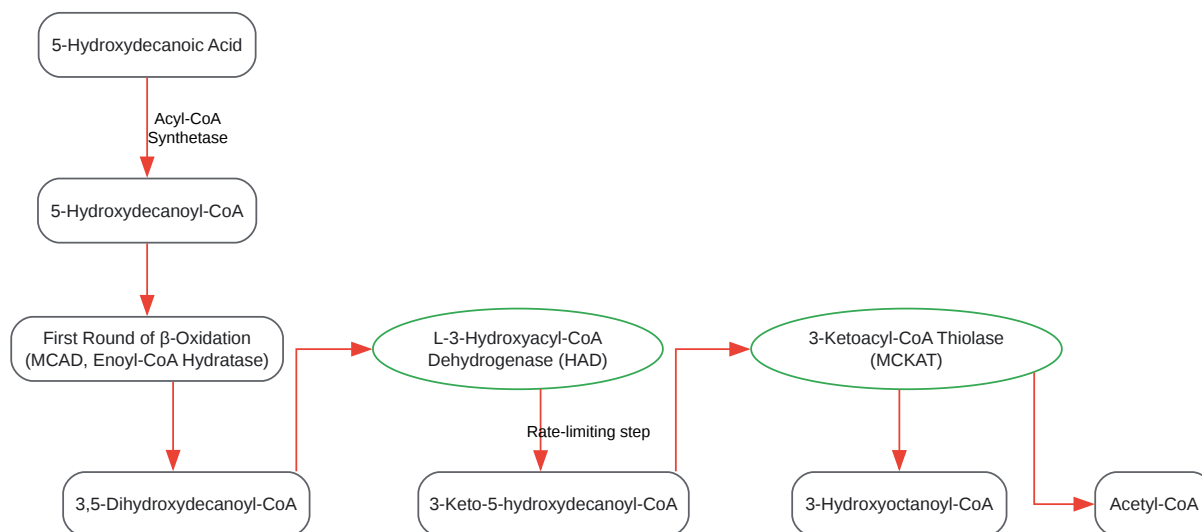 5-Hydroxydecanoic Acid
Acyl-CoA
Synthetase
5-Hydroxydecanoyl-CoA
First Round of β-Oxidation
(MCAD, Enoyl-CoA Hydratase)
L-3-Hydroxyacyl-CoA
Dehydrogenase (HAD)
3-Ketoacyl-CoA Thiolase
(MCKAT)
Rate-limiting step
3,5-Dihydroxydecanoyl-CoA
3-Keto-5-hydroxydecanoyl-CoA
3-Hydroxyoctanoyl-CoA
Acetyl-CoA